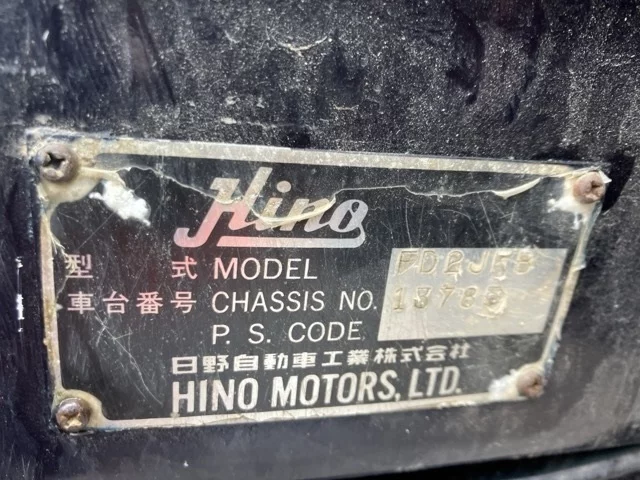 Hino
型 式 MODEL
車台番号 CHASSIS NO.
P. S. CODE
日野自動車工業株式会社
HINO MOTORS, LTD.